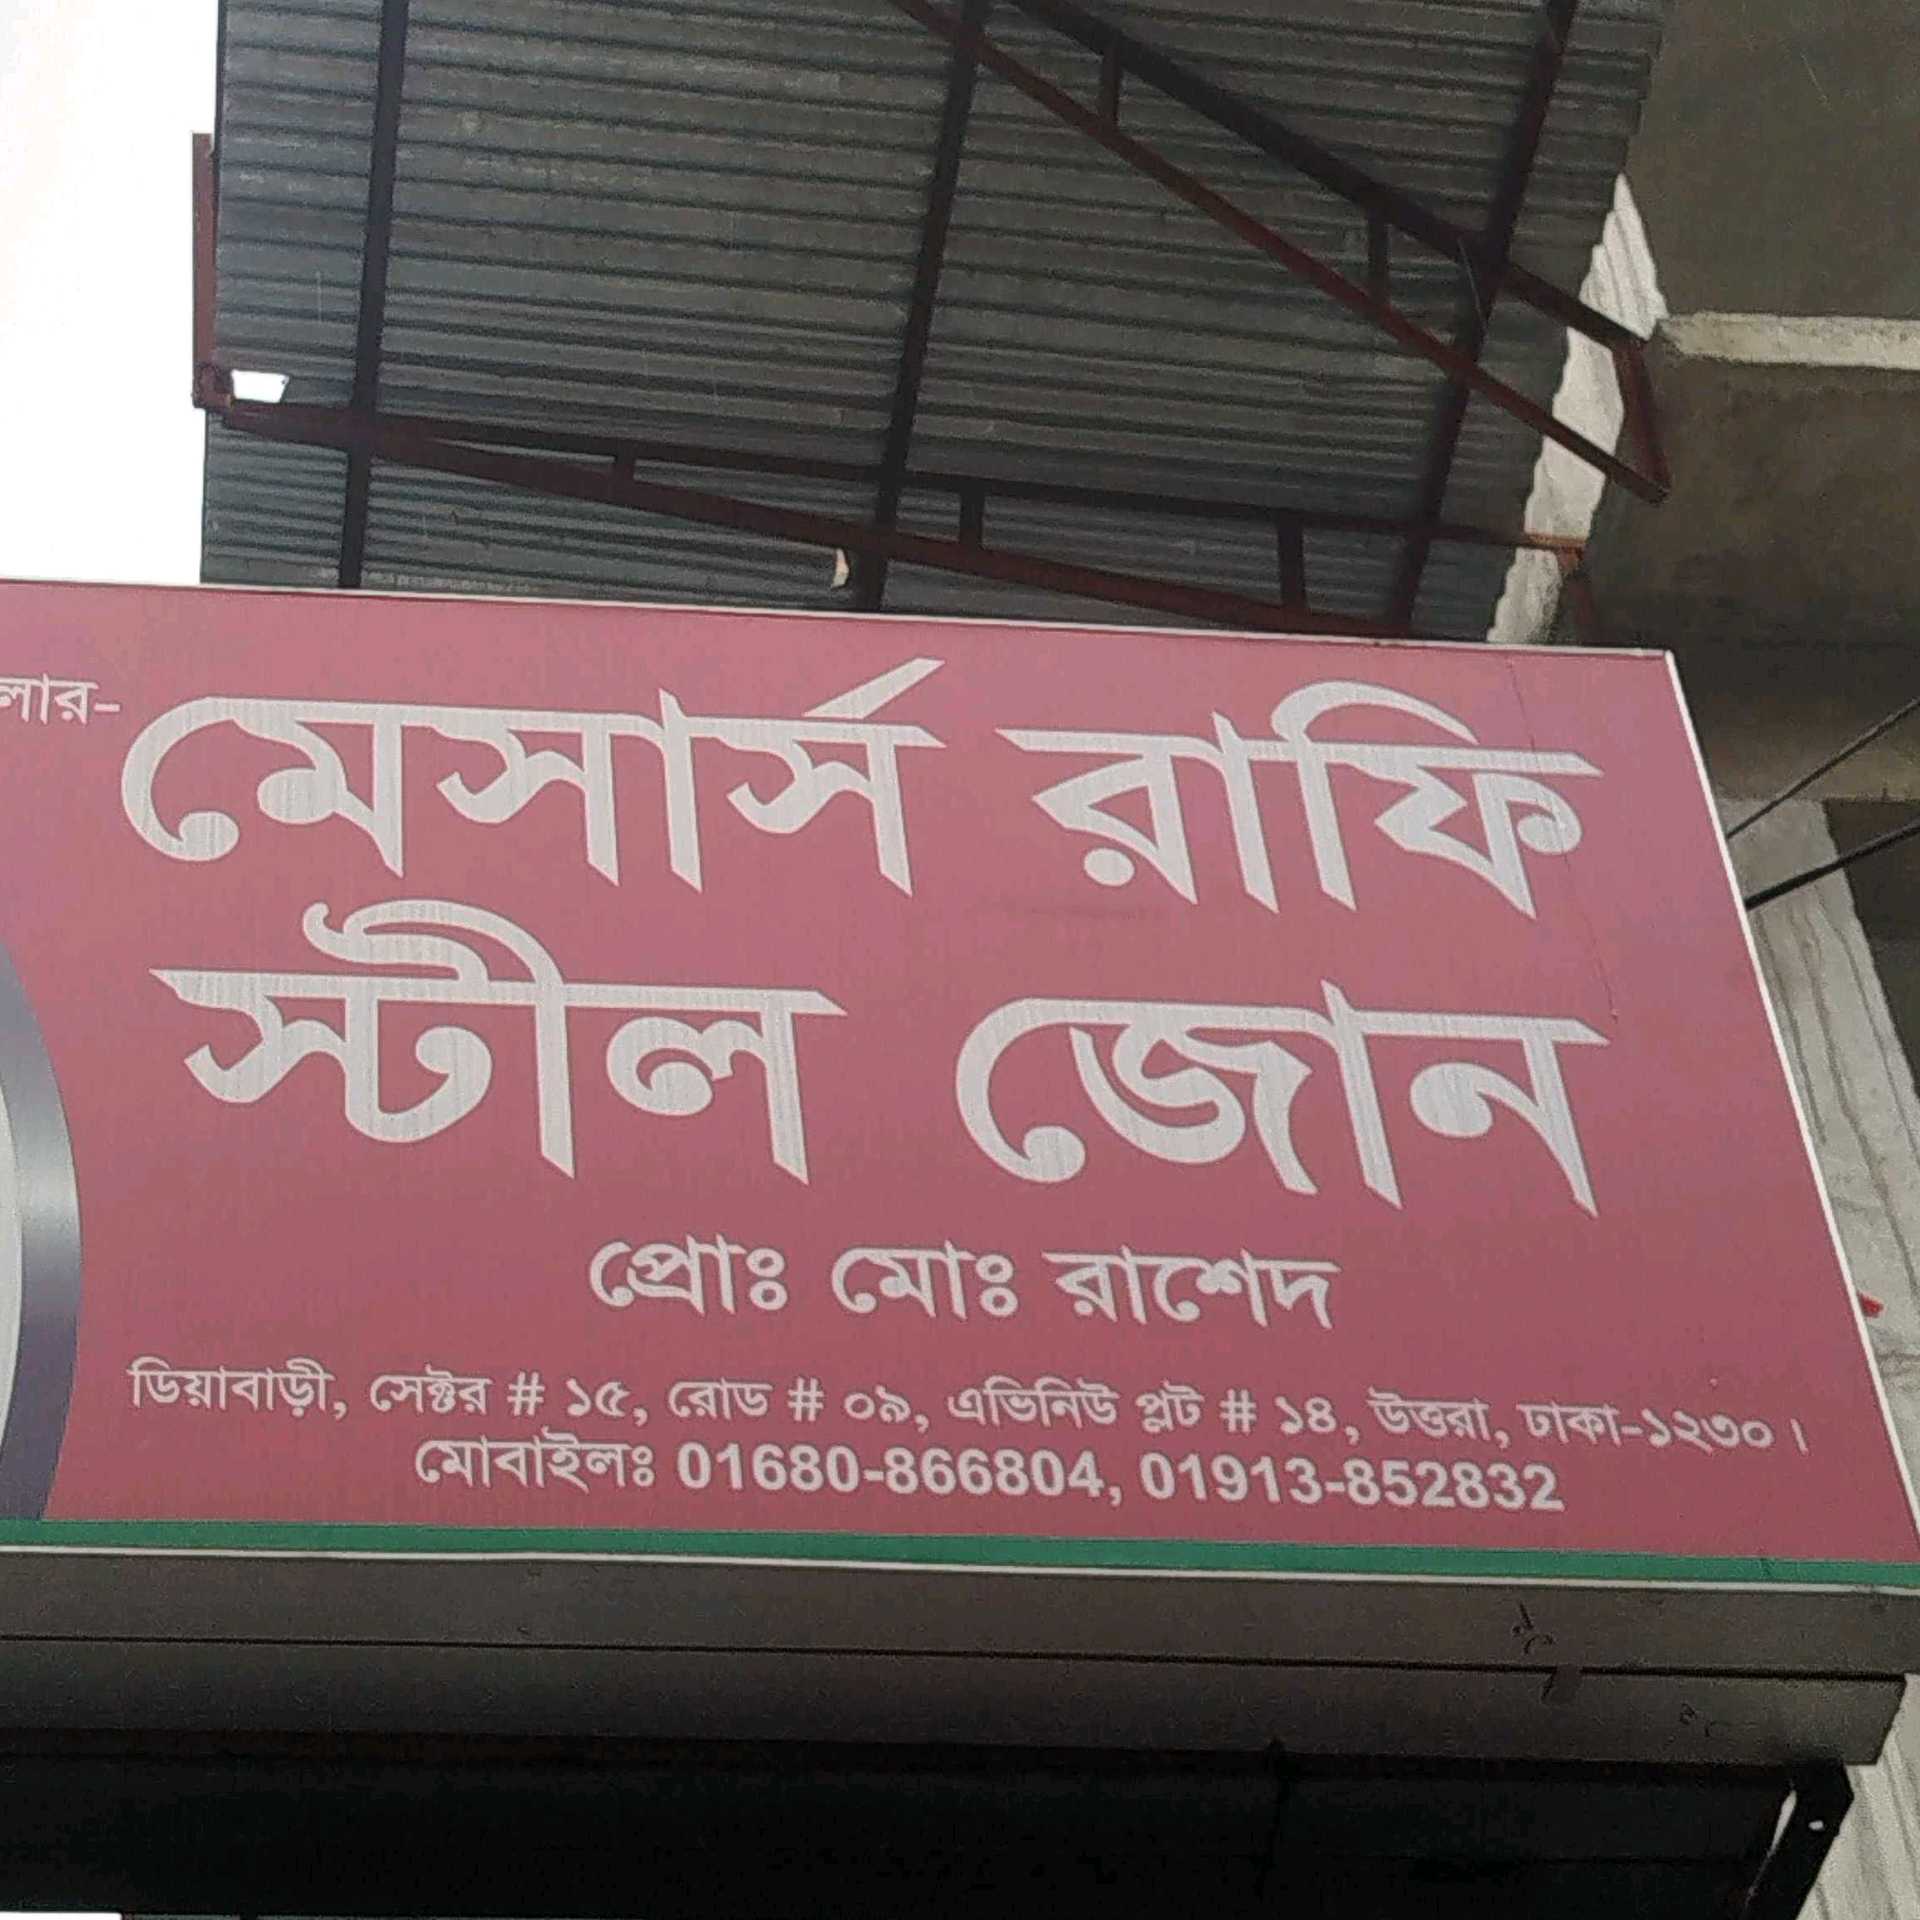 মেসার্স রাফি
স্টীল জোন
প্রোঃ মোঃ রাশেদ
ডিয়াবাড়ী, সেক্টর # ১৫, রোড # ০৯, এভিনিউ প্লট # ১৪, উত্তরা, ঢাকা-১২৩০।
মোবাইলঃ 01680-866804, 01913-852832